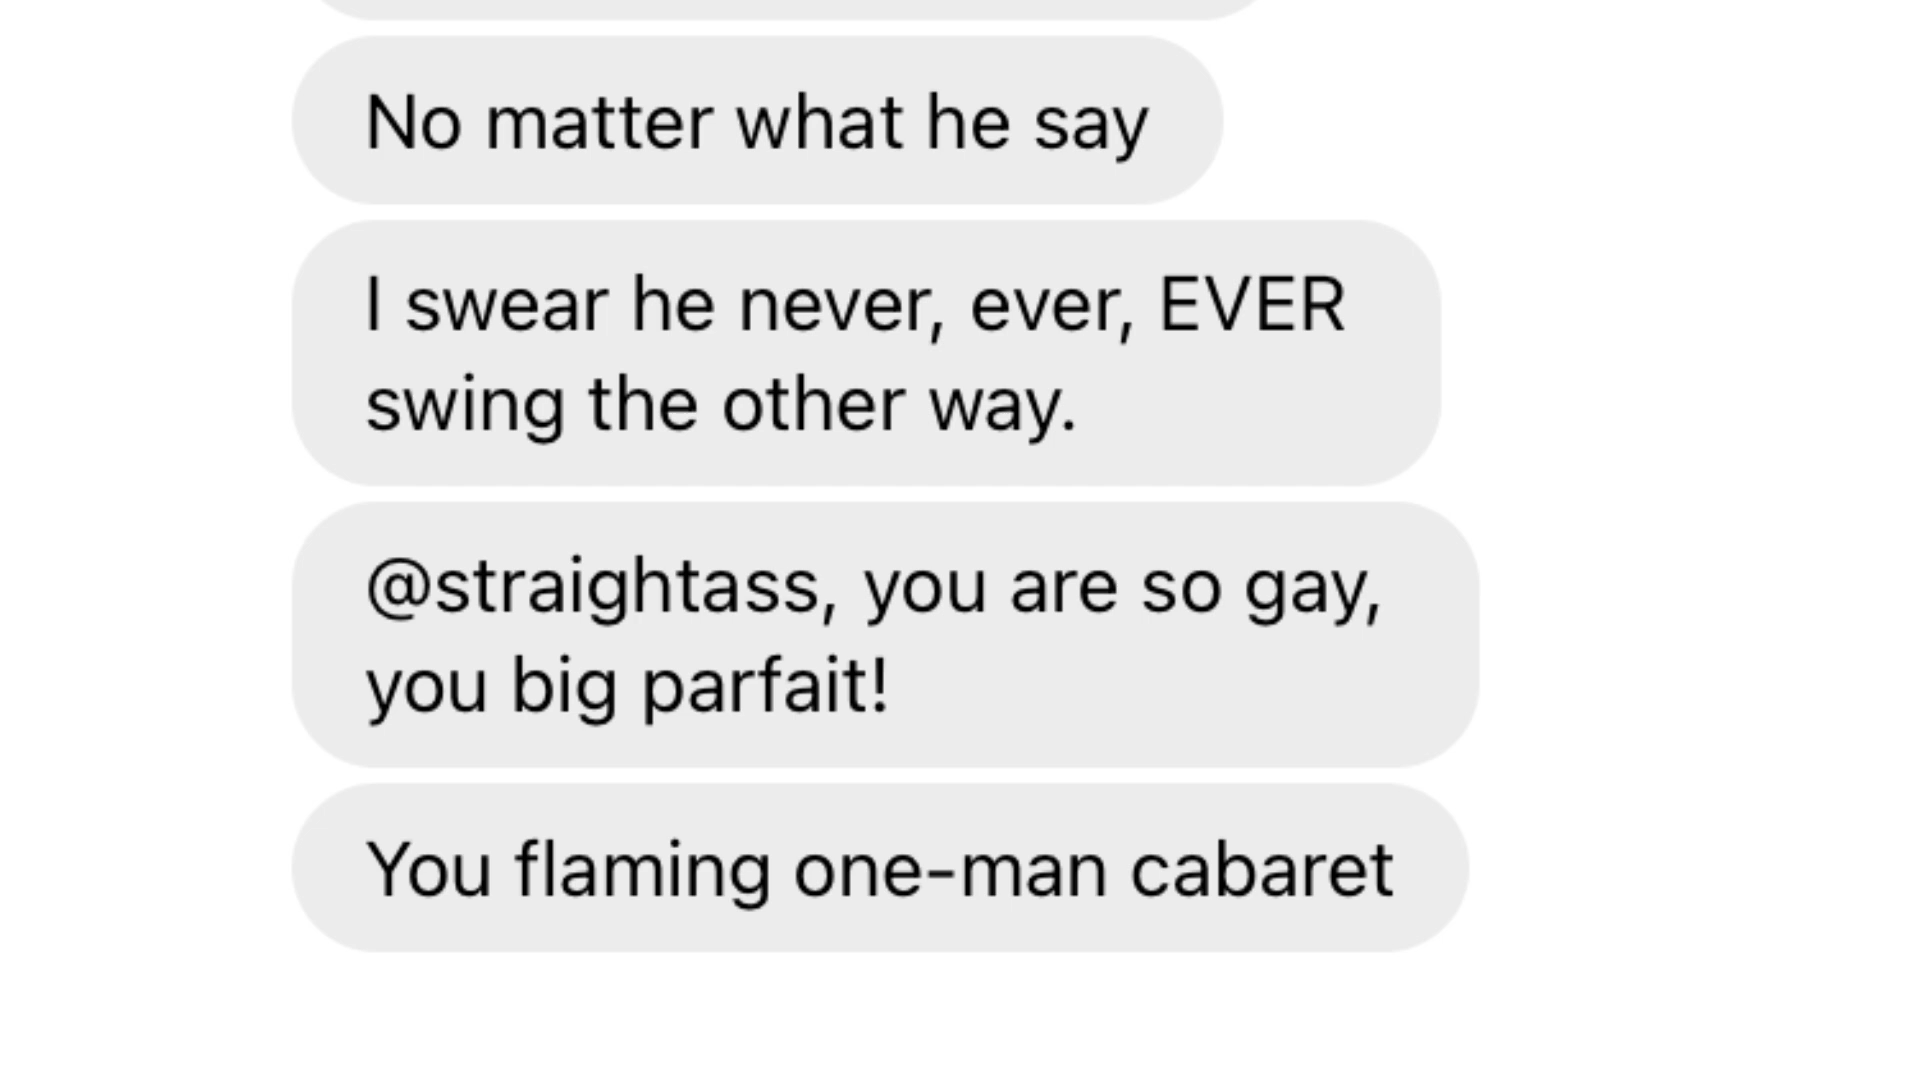 No matter what he say
I swear he never, ever, EVER
swing the other way.
@straightass, you are so gay,
you big parfait!
You flaming one-man cabaret